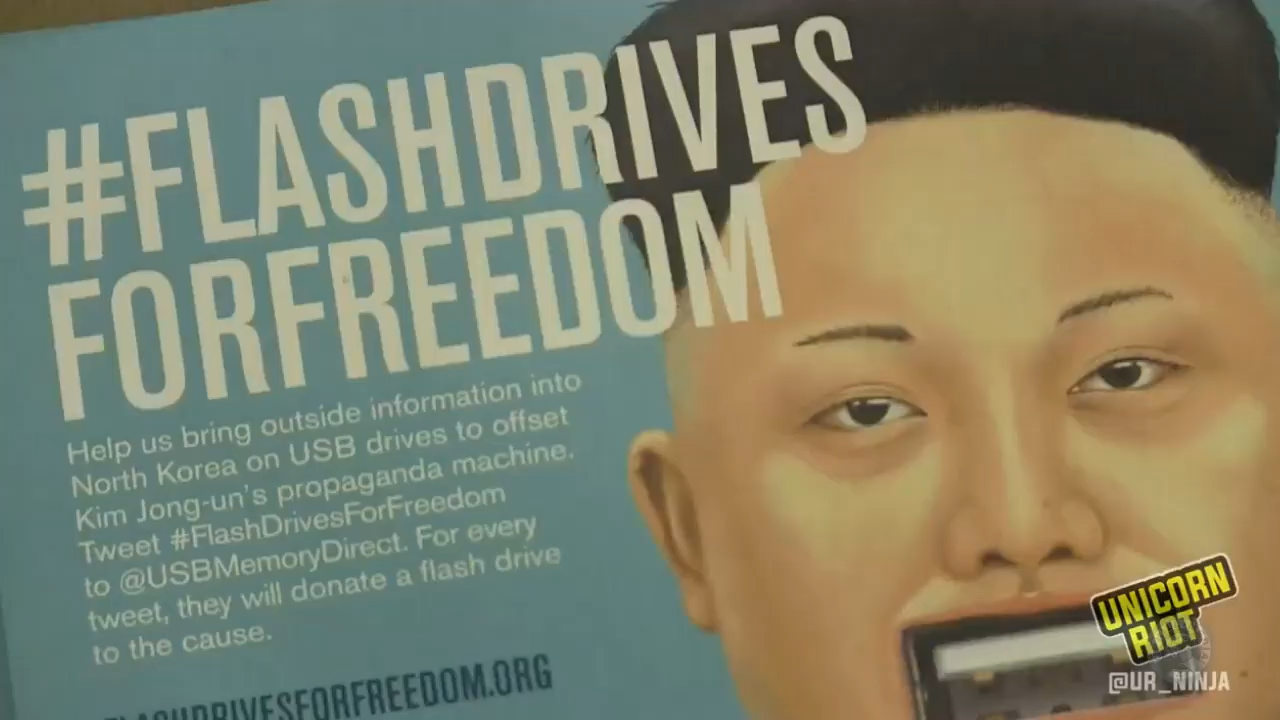 #FLASHDRIVES
FORFREEDOM
Help us bring outside information into
North Korea on USB drives to offset
Kim Jong-un's propaganda machine.
Tweet #FlashDrivesForFreedom
to @USBMemoryDirect. For every
tweet, they will donate a flash drive
to the cause.
FLASHDRIVESFORFREEDOM.ORG
UNICORN
RIOT
@UR_NINJA